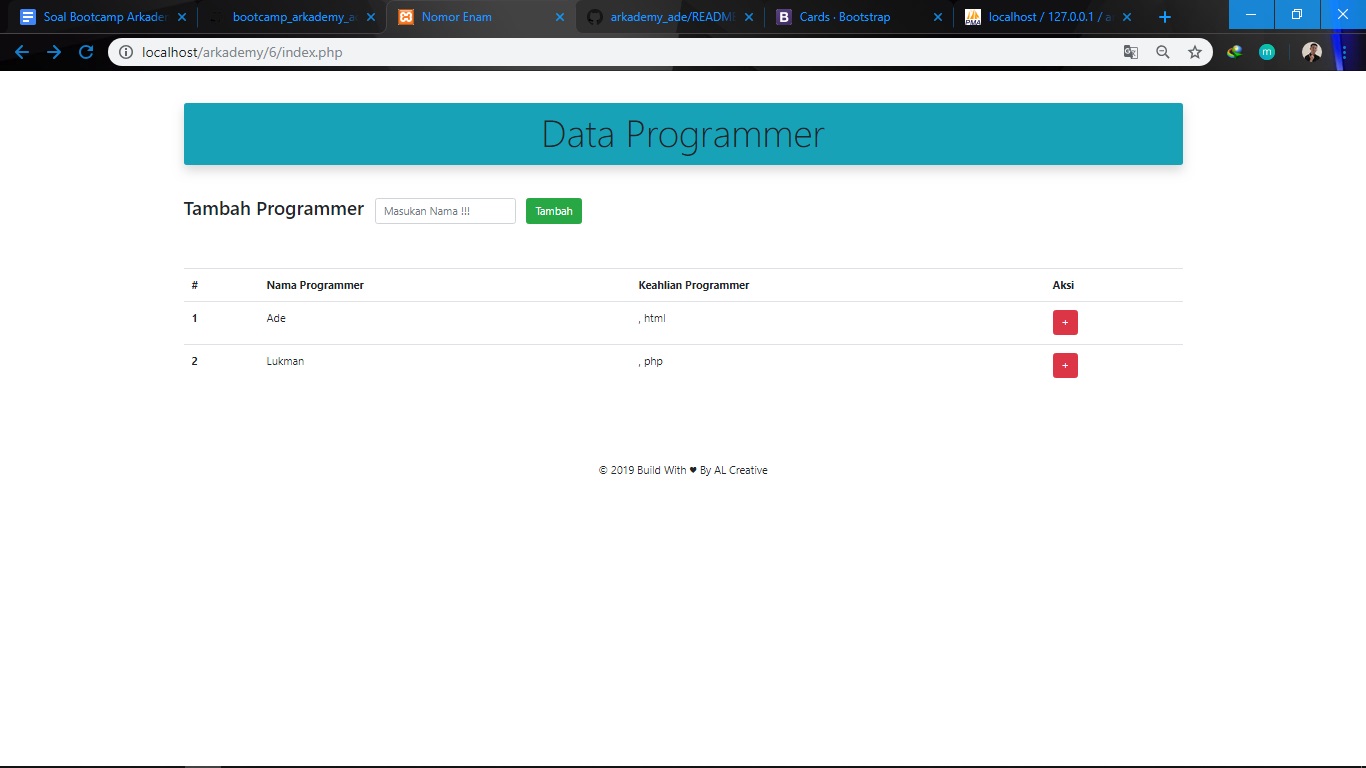 Soal Bootcamp Arkader
bootcamp_arkademy_a
Nomor Enam
arkademy_ade/README
Cards · Bootstrap
localhost / 127.0.0.1 / a
localhost/arkademy/6/index.php
m
Data Programmer
Tambah Programmer
Masukan Nama !!!
Tambah
# Nama Programmer Keahlian Programmer Aksi
1 Ade , html +
2 Lukman , php +
© 2019 Build With ♥ By AL Creative